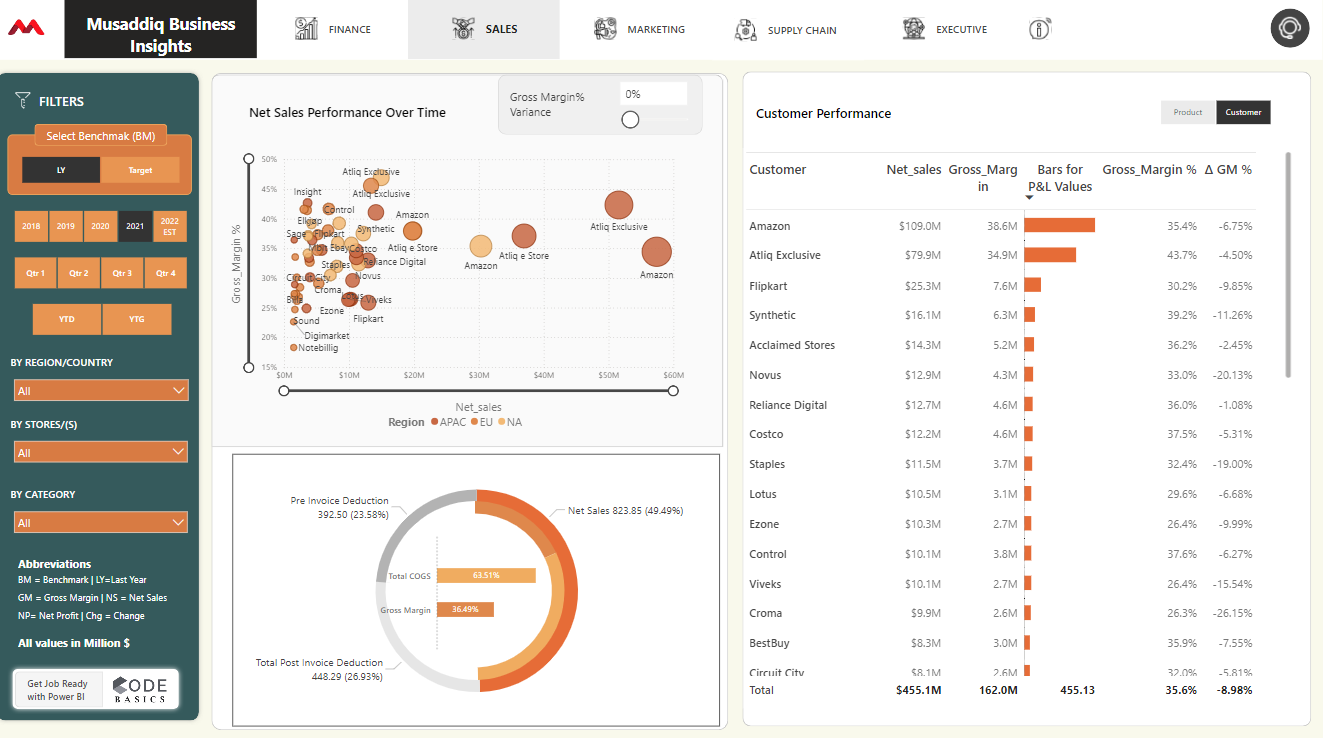 Musaddiq Business
Insights
FINANCE
SALES
MARKETING
SUPPLY CHAIN
EXECUTIVE
FILTERS
Select Benchmak (BM)
LY
Target
2018
2019
2020
2021
2022
EST
Qtr 1
Qtr 2
Qtr 3
Qtr 4
YTD
YTG
BY REGION/COUNTRY
All
BY STORES/(S)
All
BY CATEGORY
All
Abbreviations
BM = Benchmark | LY=Last Year
GM = Gross Margin | NS = Net Sales
NP= Net Profit | Chg = Change
All values in Million $
Get Job Ready
with Power BI
CODE
BASICS
Net Sales Performance Over Time
Gross Margin%
Variance
0%
50%
45%
40%
35%
30%
25%
20%
15%
Gross_Margin %
Atliq Exclusive
Insight
Atliq Exclusive
Control
Amazon
Elkjøp
Synthetic
Atliq Exclusive
Sage
Flipkart
Mbit
Ebay
Costco
Atliq e Store
Atliq e Store
Staples
Reliance Digital
Amazon
Circuit City
Novus
Amazon
Croma
Lotus
Viveks
Ezone
Flipkart
Sound
Digimarket
Notebillig
$0M
$10M
$20M
$30M
$40M
$50M
$60M
Net_sales
Region
APAC
EU
NA
Pre Invoice Deduction
392.50 (23.58%)
Net Sales 823.85 (49.49%)
Total COGS
63.51%
Gross Margin
36.49%
Total Post Invoice Deduction
448.29 (26.93%)
Customer Performance
Product
Customer
Customer Net_sales Gross_Marg
in Bars for
P&L Values Gross_Margin % Δ GM %
Amazon $109.0M 38.6M 35.4% -6.75%
Atliq Exclusive $79.9M 34.9M 43.7% -4.50%
Flipkart $25.3M 7.6M 30.2% -9.85%
Synthetic $16.1M 6.3M 39.2% -11.26%
Acclaimed Stores $14.3M 5.2M 36.2% -2.45%
Novus $12.9M 4.3M 33.0% -20.13%
Reliance Digital $12.7M 4.6M 36.0% -1.08%
Costco $12.2M 4.6M 37.5% -5.31%
Staples $11.5M 3.7M 32.4% -19.00%
Lotus $10.5M 3.1M 29.6% -6.68%
Ezone $10.3M 2.7M 26.4% -9.99%
Control $10.1M 3.8M 37.6% -6.27%
Viveks $10.1M 2.7M 26.4% -15.54%
Croma $9.9M 2.6M 26.3% -26.15%
BestBuy $8.3M 3.0M 35.9% -7.55%
Circuit City $8.1M 2.6M 32.0% -5.81%
Total $455.1M 162.0M 455.13 35.6% -8.98%